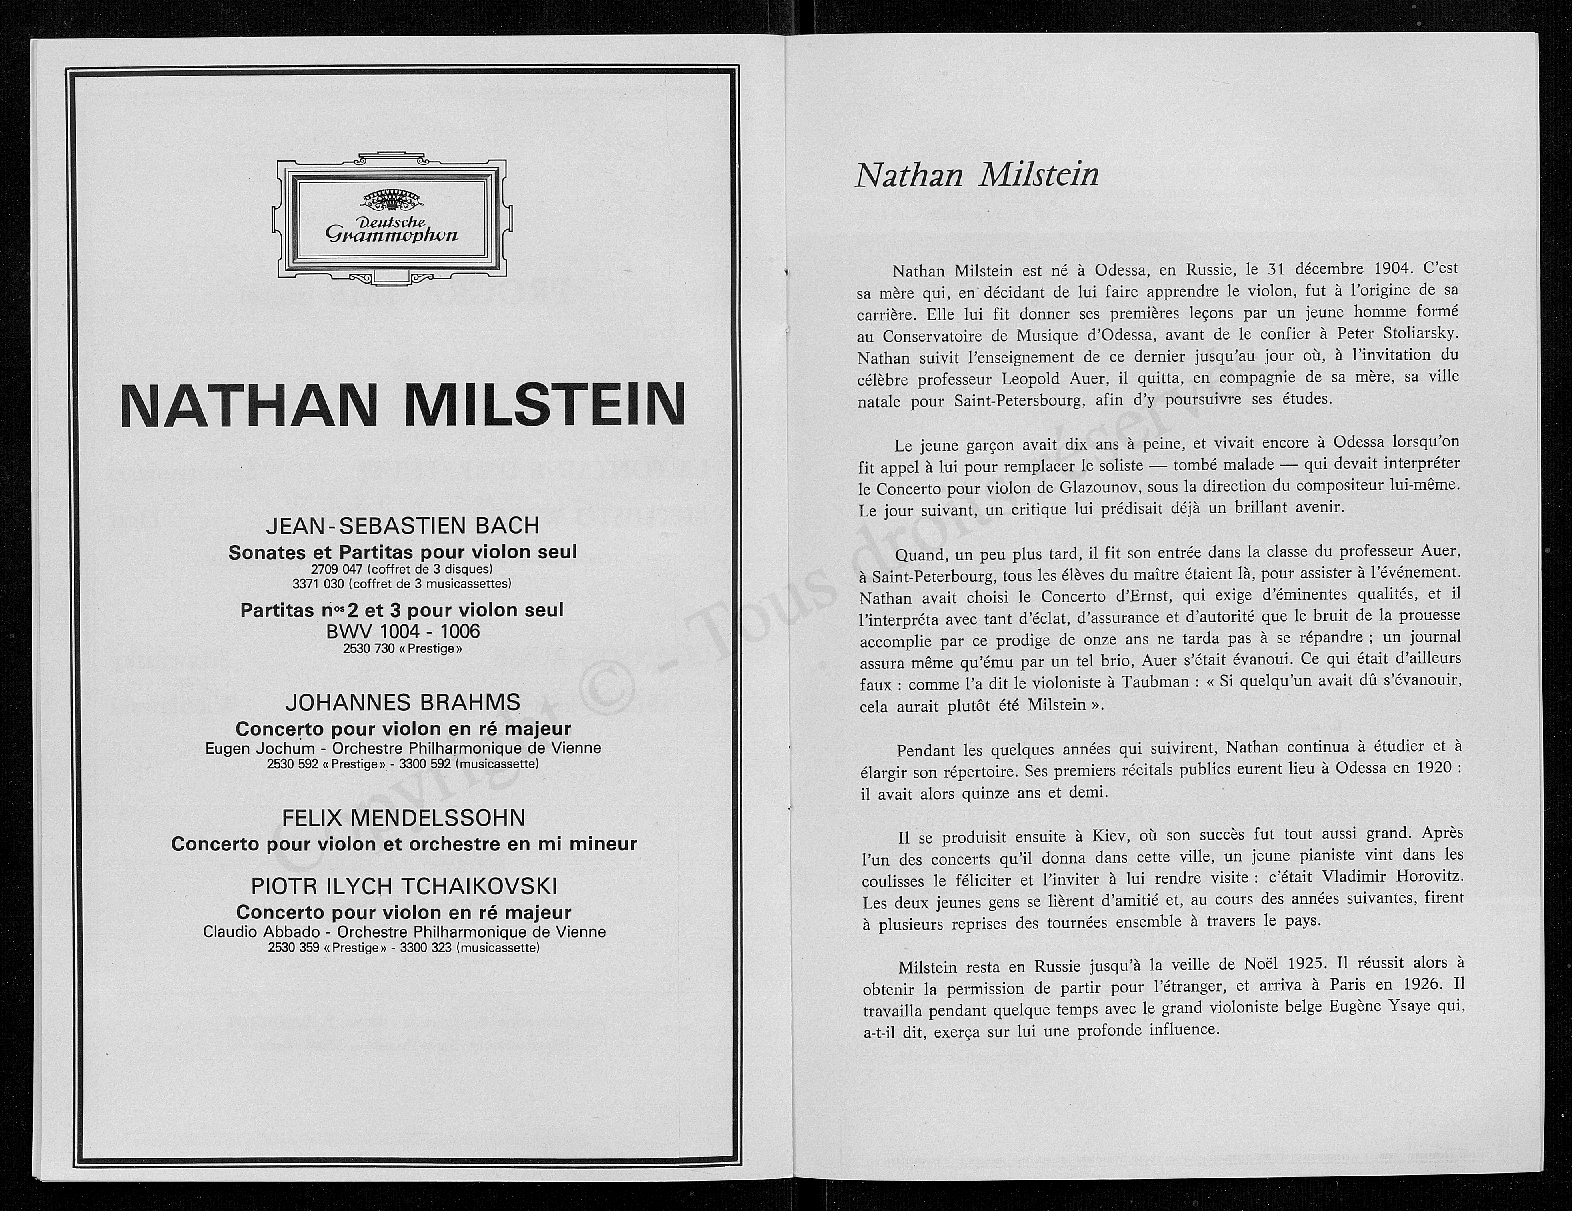 Deutsche
Grammophon
NATHAN MILSTEIN
JEAN-SEBASTIEN BACH
Sonates et Partitas pour violon seul
2709 047 (coffret de 3 disques)
3371 030 (coffret de 3 musicassettes)
Partitas nos 2 et 3 pour violon seul
BWV 1004 - 1006
2530 730 « Prestige »
JOHANNES BRAHMS
Concerto pour violon en ré majeur
Eugen Jochum - Orchestre Philharmonique de Vienne
2530 592 « Prestige » - 3300 592 (musicassette)
FELIX MENDELSSOHN
Concerto pour violon et orchestre en mi mineur
PIOTR ILYCH TCHAIKOVSKI
Concerto pour violon en ré majeur
Claudio Abbado - Orchestre Philharmonique de Vienne
2530 359 « Prestige » - 3300 323 (musicassette)
Nathan Milstein
Nathan Milstein est né à Odessa, en Russie, le 31 décembre 1904. C'est
sa mère qui, en décidant de lui faire apprendre le violon, fut à l'origine de sa
carrière. Elle lui fit donner ses premières leçons par un jeune homme formé
au Conservatoire de Musique d'Odessa, avant de le confier à Peter Stoliarsky.
Nathan suivit l'enseignement de ce dernier jusqu'au jour où, à l'invitation du
célèbre professeur Leopold Auer, il quitta, en compagnie de sa mère, sa ville
natale pour Saint-Petersbourg, afin d'y poursuivre ses études.
Le jeune garçon avait dix ans à peine, et vivait encore à Odessa lorsqu'on
fit appel à lui pour remplacer le soliste — tombé malade — qui devait interpréter
le Concerto pour violon de Glazounov, sous la direction du compositeur lui-même.
Le jour suivant, un critique lui prédisait déjà un brillant avenir.
Quand, un peu plus tard, il fit son entrée dans la classe du professeur Auer,
à Saint-Peterbourg, tous les élèves du maître étaient là, pour assister à l'événement.
Nathan avait choisi le Concerto d'Ernst, qui exige d'éminentes qualités, et il
l'interpréta avec tant d'éclat, d'assurance et d'autorité que le bruit de la prouesse
accomplie par ce prodige de onze ans ne tarda pas à se répandre ; un journal
assura même qu'ému par un tel brio, Auer s'était évanoui. Ce qui était d'ailleurs
faux : comme l'a dit le violoniste à Taubman : « Si quelqu'un avait dû s'évanouir,
cela aurait plutôt été Milstein ».
Pendant les quelques années qui suivirent, Nathan continua à étudier et à
élargir son répertoire. Ses premiers récitals publics eurent lieu à Odessa en 1920 :
il avait alors quinze ans et demi.
Il se produisit ensuite à Kiev, où son succès fut tout aussi grand. Après
l'un des concerts qu'il donna dans cette ville, un jeune pianiste vint dans les
coulisses le féliciter et l'inviter à lui rendre visite : c'était Vladimir Horovitz.
Les deux jeunes gens se lièrent d'amitié et, au cours des années suivantes, firent
à plusieurs reprises des tournées ensemble à travers le pays.
Milstein resta en Russie jusqu'à la veille de Noël 1925. Il réussit alors à
obtenir la permission de partir pour l'étranger, et arriva à Paris en 1926. Il
travailla pendant quelque temps avec le grand violoniste belge Eugène Ysaye qui,
a-t-il dit, exerça sur lui une profonde influence.
Copyright © - Tous droits réservés